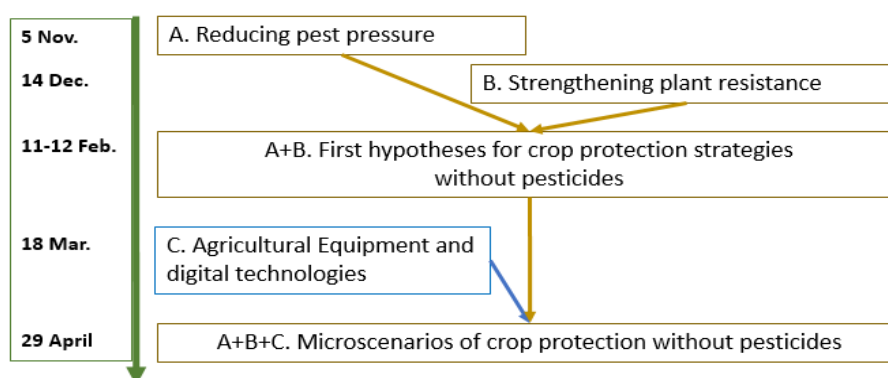 5 Nov.
A. Reducing pest pressure
14 Dec.
B. Strengthening plant resistance
11-12 Feb.
A+B. First hypotheses for crop protection strategies
without pesticides
18 Mar.
C. Agricultural Equipment and
digital technologies
29 April
A+B+C. Microscenarios of crop protection without pesticides